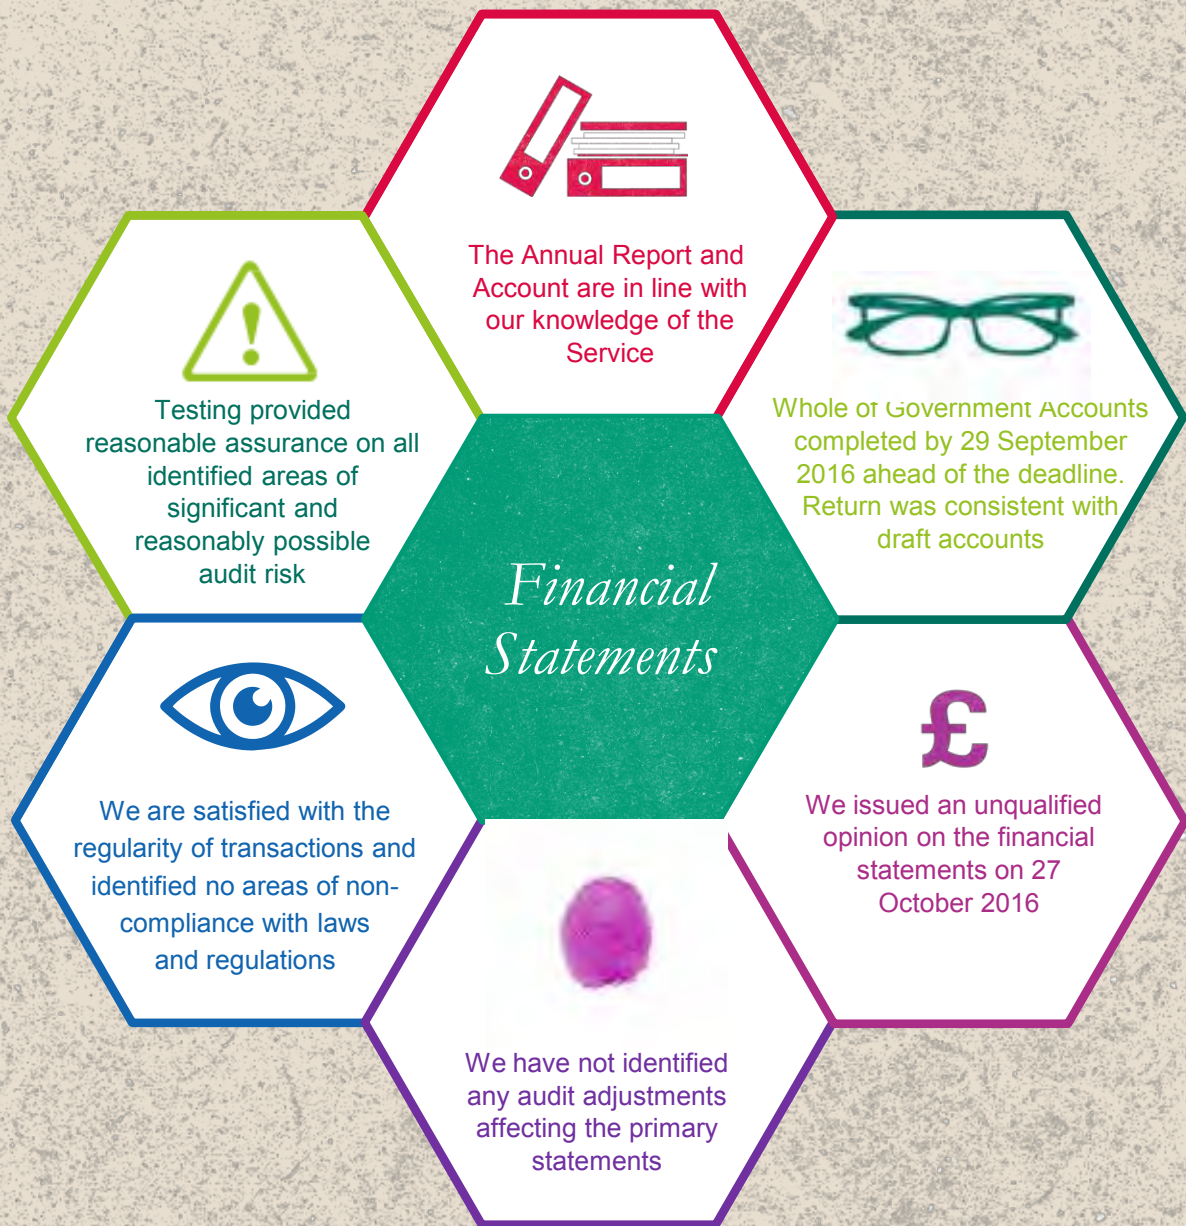 The Annual Report and
Account are in line with
our knowledge of the
Service
Testing provided
reasonable assurance on all
identified areas of
significant and
reasonably possible
audit risk
Whole of Government Accounts
completed by 29 September
2016 ahead of the deadline.
Return was consistent with
draft accounts
Financial
Statements
We are satisfied with the
regularity of transactions and
identified no areas of non-
compliance with laws
and regulations
£
We issued an unqualified
opinion on the financial
statements on 27
October 2016
We have not identified
any audit adjustments
affecting the primary
statements